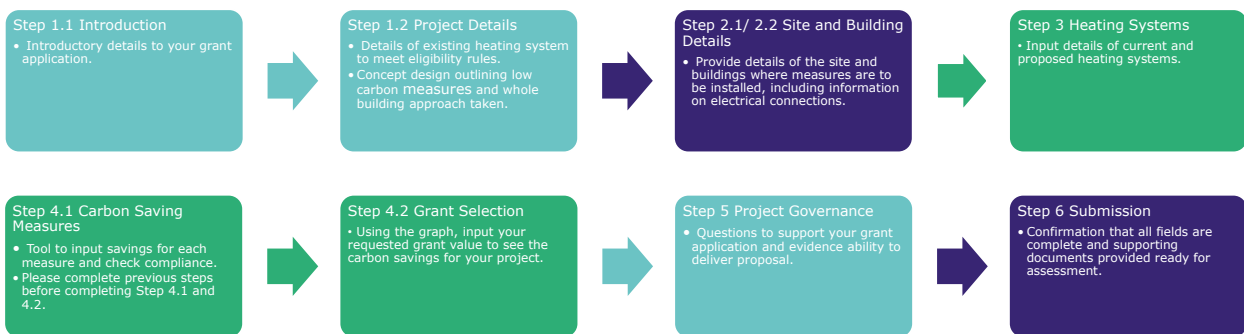 Step 1.1 Introduction
• Introductory details to your grant
application.
Step 1.2 Project Details
• Details of existing heating system
to meet eligibility rules.
• Concept design outlining low
carbon measures and whole
building approach taken.
Step 2.1/ 2.2 Site and Building
Details
• Provide details of the site and
buildings where measures are to
be installed, including information
on electrical connections.
Step 3 Heating Systems
• Input details of current and
proposed heating systems.
Step 4.1 Carbon Saving
Measures
• Tool to input savings for each
measure and check compliance.
• Please complete previous steps
before completing Step 4.1 and
4.2.
Step 4.2 Grant Selection
• Using the graph, input your
requested grant value to see the
carbon savings for your project.
Step 5 Project Governance
• Questions to support your grant
application and evidence ability to
deliver proposal.
Step 6 Submission
• Confirmation that all fields are
complete and supporting
documents provided ready for
assessment.